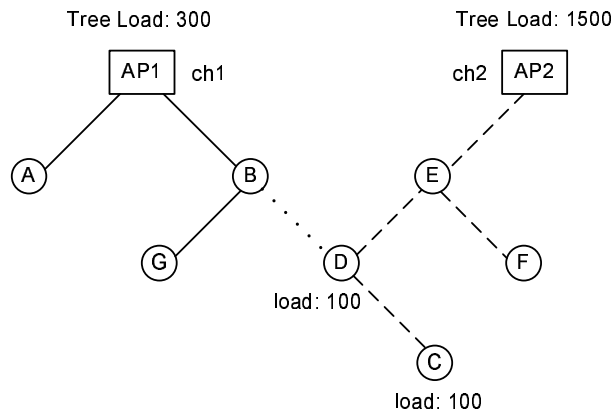 Tree Load: 300
Tree Load: 1500
AP1
ch1
ch2
AP2
A
B
E
G
D
F
load: 100
C
load: 100